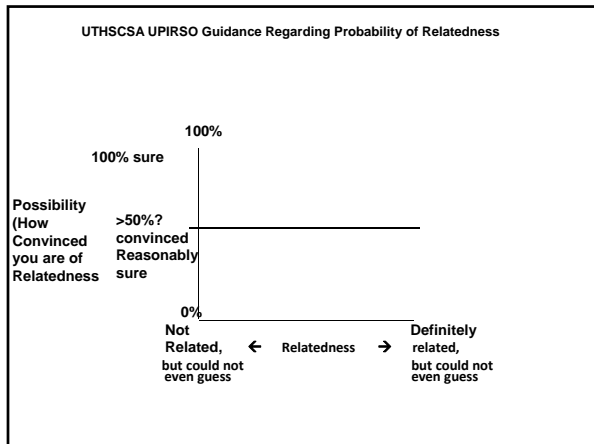 UTHSCSA UPIRSO Guidance Regarding Probability of Relatedness
100%
100% sure
Possibility
(How
Convinced
you are of
Relatedness
>50%?
convinced
Reasonably
sure
0%
Not
Related,
but could not
even guess
← Relatedness →
Definitely
related,
but could not
even guess